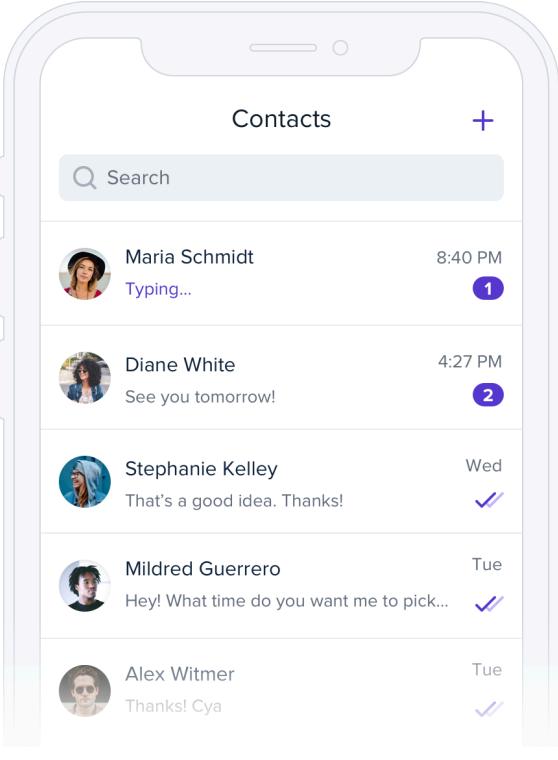 Contacts
Search
Maria Schmidt 8:40 PM
Typing... 1
Diane White 4:27 PM
See you tomorrow! 2
Stephanie Kelley Wed
That's a good idea. Thanks!
Mildred Guerrero Tue
Hey! What time do you want me to pick...
Alex Witmer Tue
Thanks! Cya